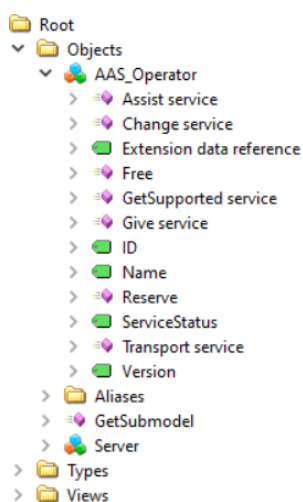 Root
Objects
AAS_Operator
Assist service
Change service
Extension data reference
Free
GetSupported service
Give service
ID
Name
Reserve
ServiceStatus
Transport service
Version
Aliases
GetSubmodel
Server
Types
Views